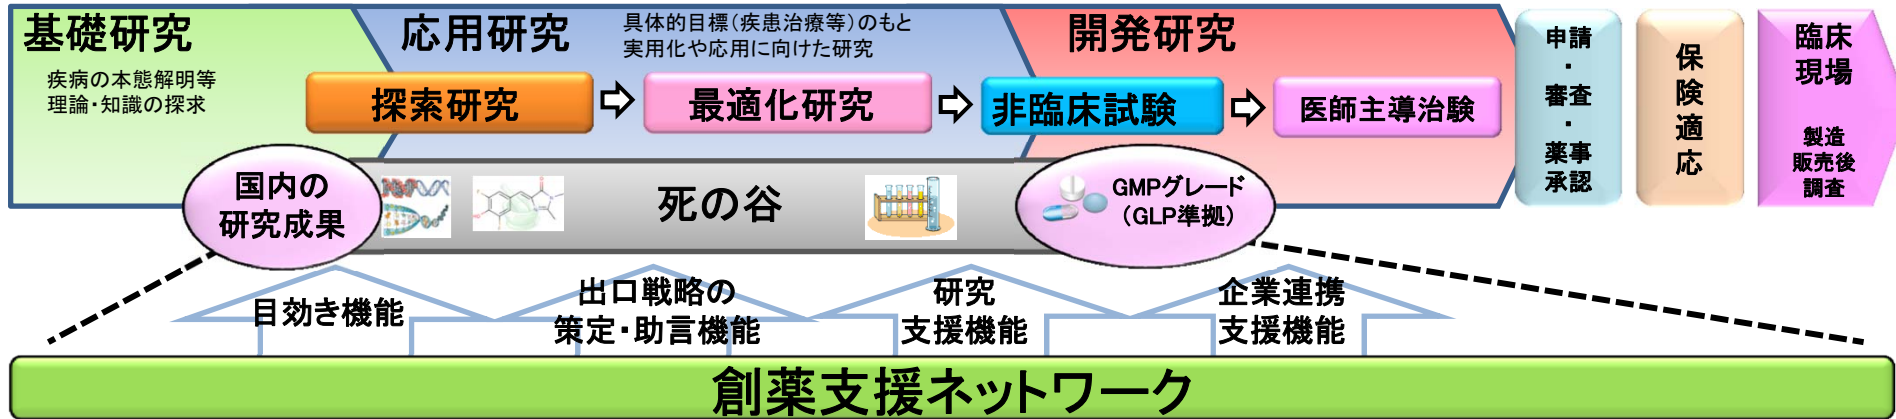 基礎研究
疾病の本態解明等
理論・知識の探求
応用研究
具体的目標(疾患治療等)のもと
実用化や応用に向けた研究
開発研究
探索研究
最適化研究
非臨床試験
医師主導治験
申請
・
審査
・
薬事
承認
保険適応
臨床
現場
製造
販売後
調査
国内の
研究成果
死の谷
GMPグレード
(GLP準拠)
目効き機能
出口戦略の
策定・助言機能
研究
支援機能
企業連携
支援機能
創薬支援ネットワーク